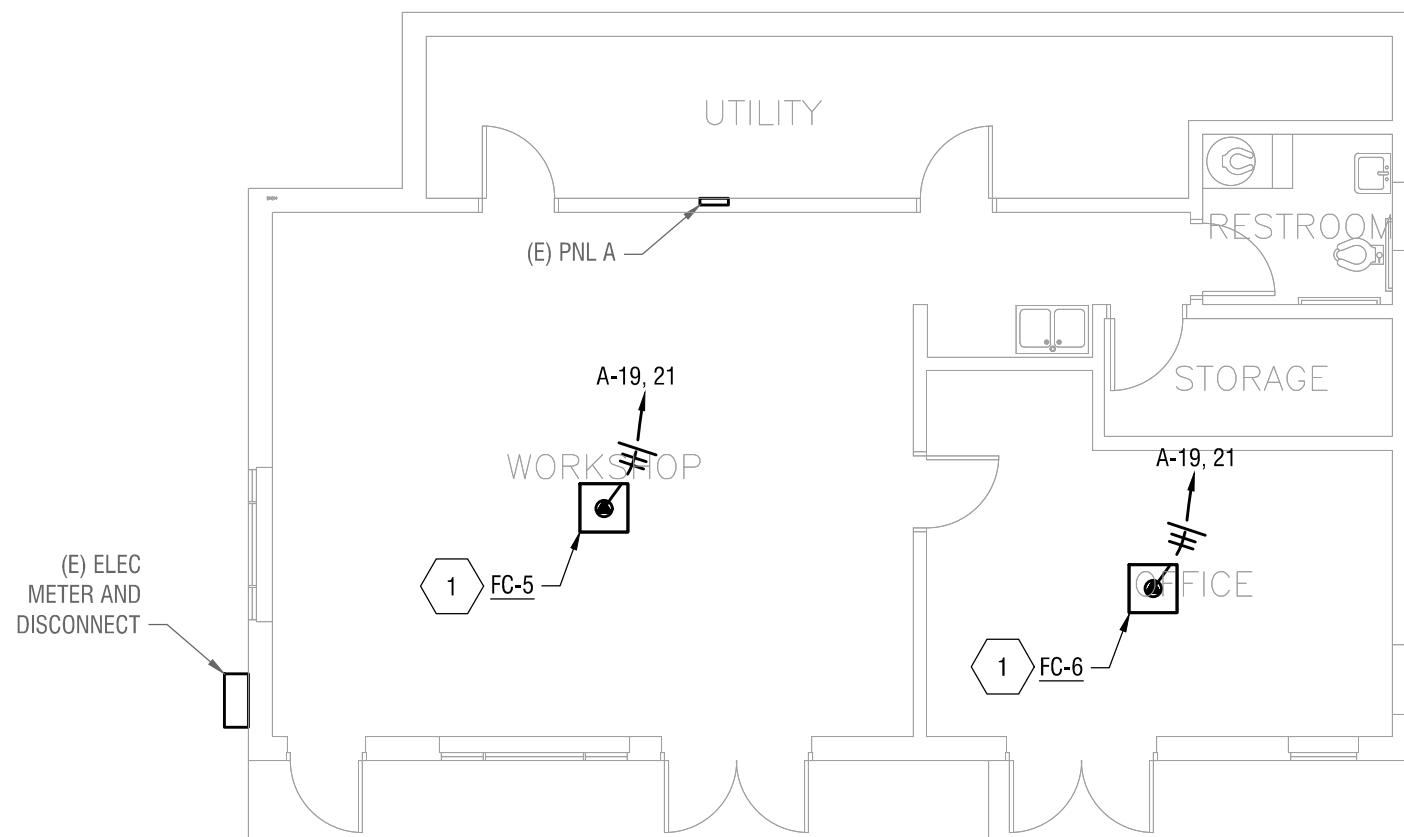 UTILITY
RESTROOM
(E) PNL A
STORAGE
A-19, 21
WORKSHOP
A-19, 21
(E) ELEC
METER AND
DISCONNECT
1
FC-5
OFFICE
1
FC-6